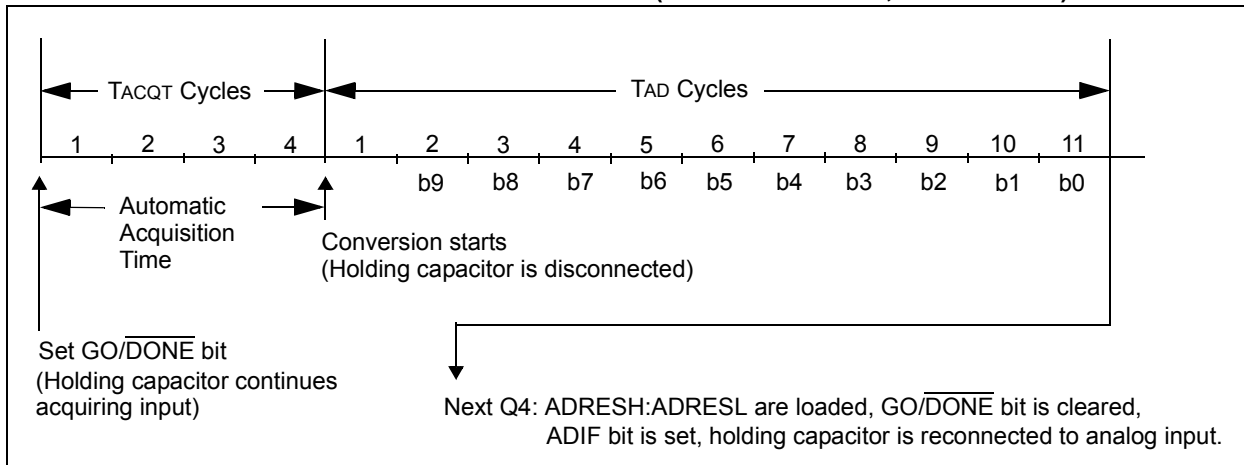 TACQT Cycles TAD Cycles
1 2 3 4 1 2 3 4 5 6 7 8 9 10 11
b9 b8 b7 b6 b5 b4 b3 b2 b1 b0
Automatic
Acquisition
Time
Conversion starts
(Holding capacitor is disconnected)
Set GO/DONE bit
(Holding capacitor continues
acquiring input)
Next Q4: ADRESH:ADRESL are loaded, GO/DONE bit is cleared,
ADIF bit is set, holding capacitor is reconnected to analog input.